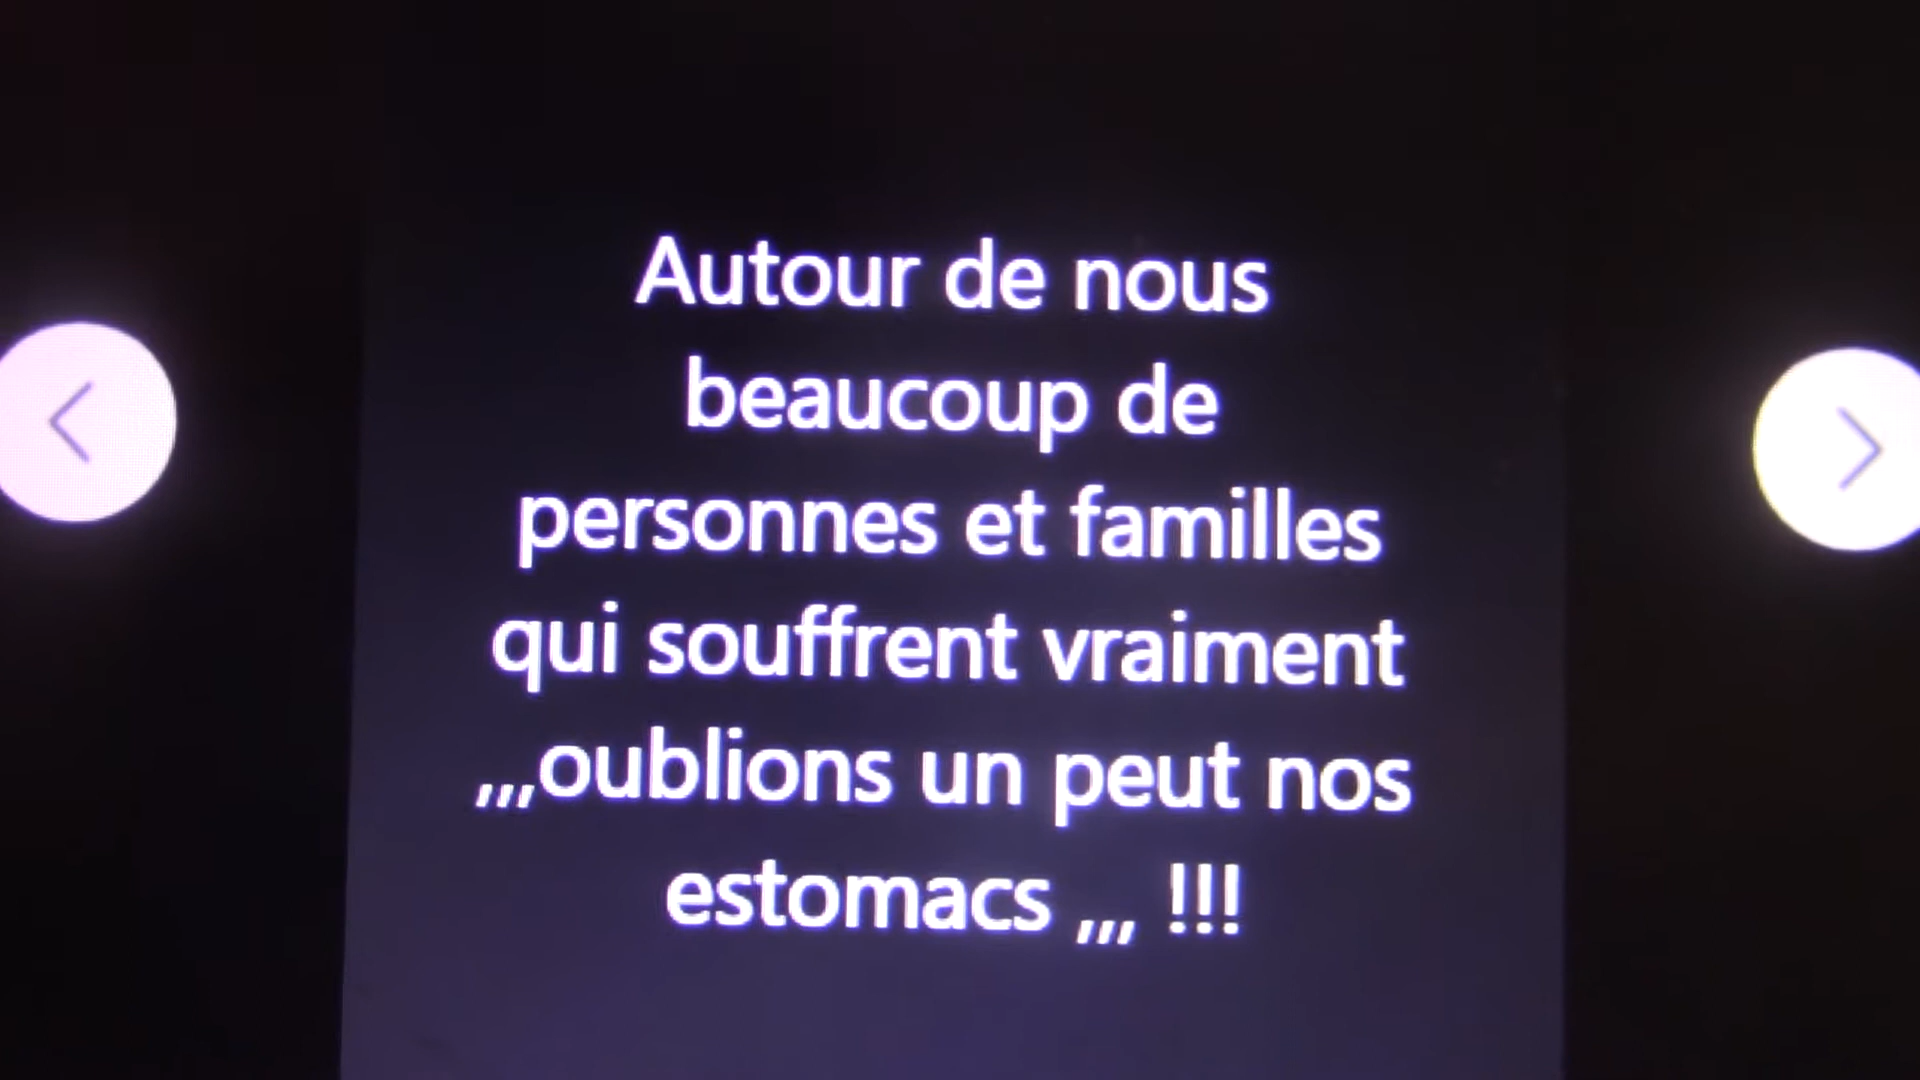 Autour de nous
beaucoup de
personnes et familles
qui souffrent vraiment
,,,oublions un peut nos
estomacs ,,, !!!